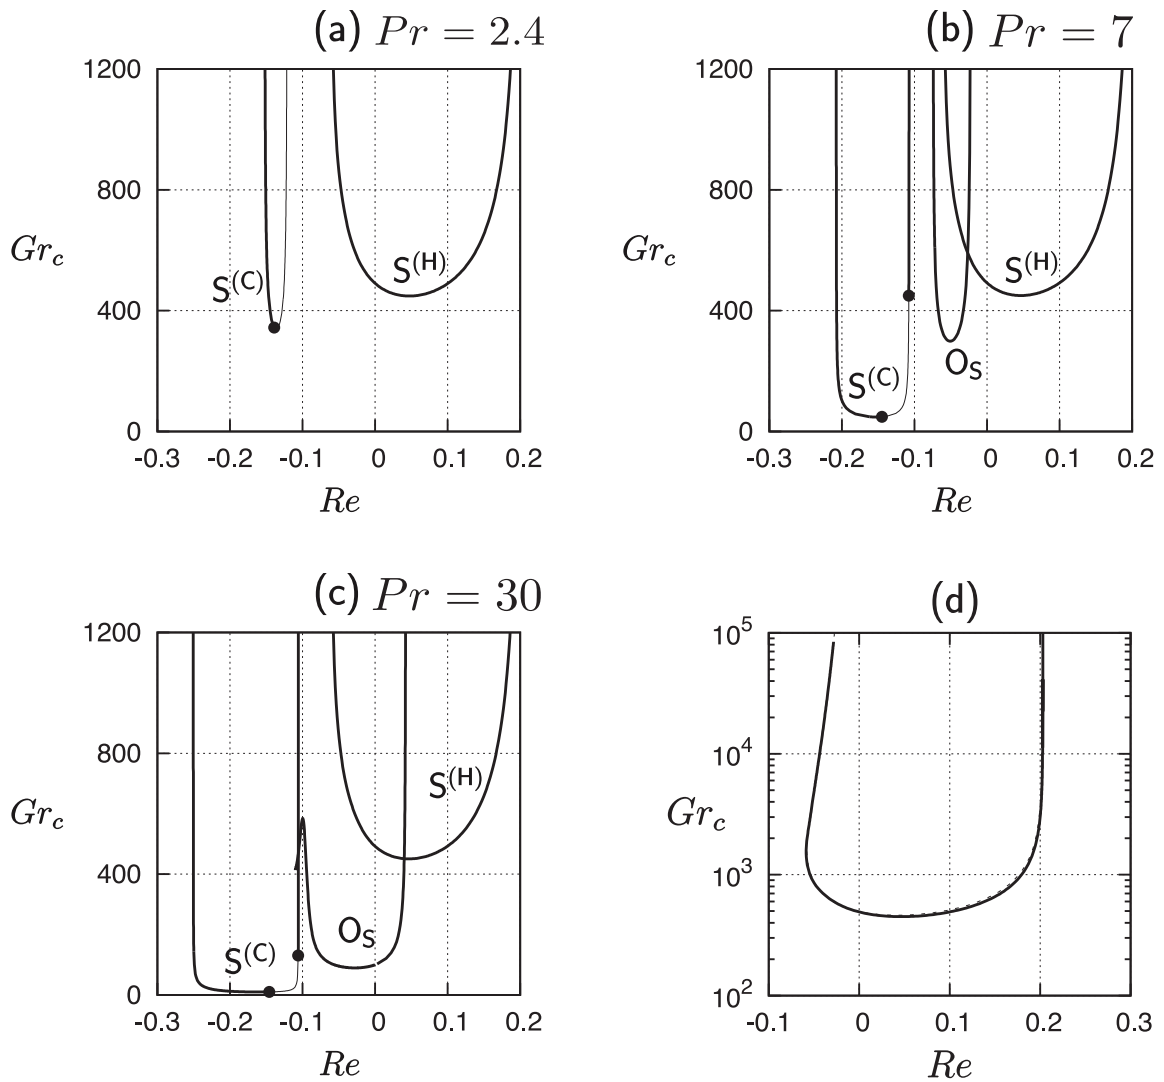 (a) Pr = 2.4
1200
800
400
0
Gr_c
S^(C)
S^(H)
-0.3 -0.2 -0.1 0 0.1 0.2
Re
(b) Pr = 7
1200
800
400
0
Gr_c
S^(C)
O_S
S^(H)
-0.3 -0.2 -0.1 0 0.1 0.2
Re
(c) Pr = 30
1200
800
400
0
Gr_c
S^(C)
O_S
S^(H)
-0.3 -0.2 -0.1 0 0.1 0.2
Re
(d)
10^5
10^4
10^3
10^2
Gr_c
-0.1 0 0.1 0.2 0.3
Re